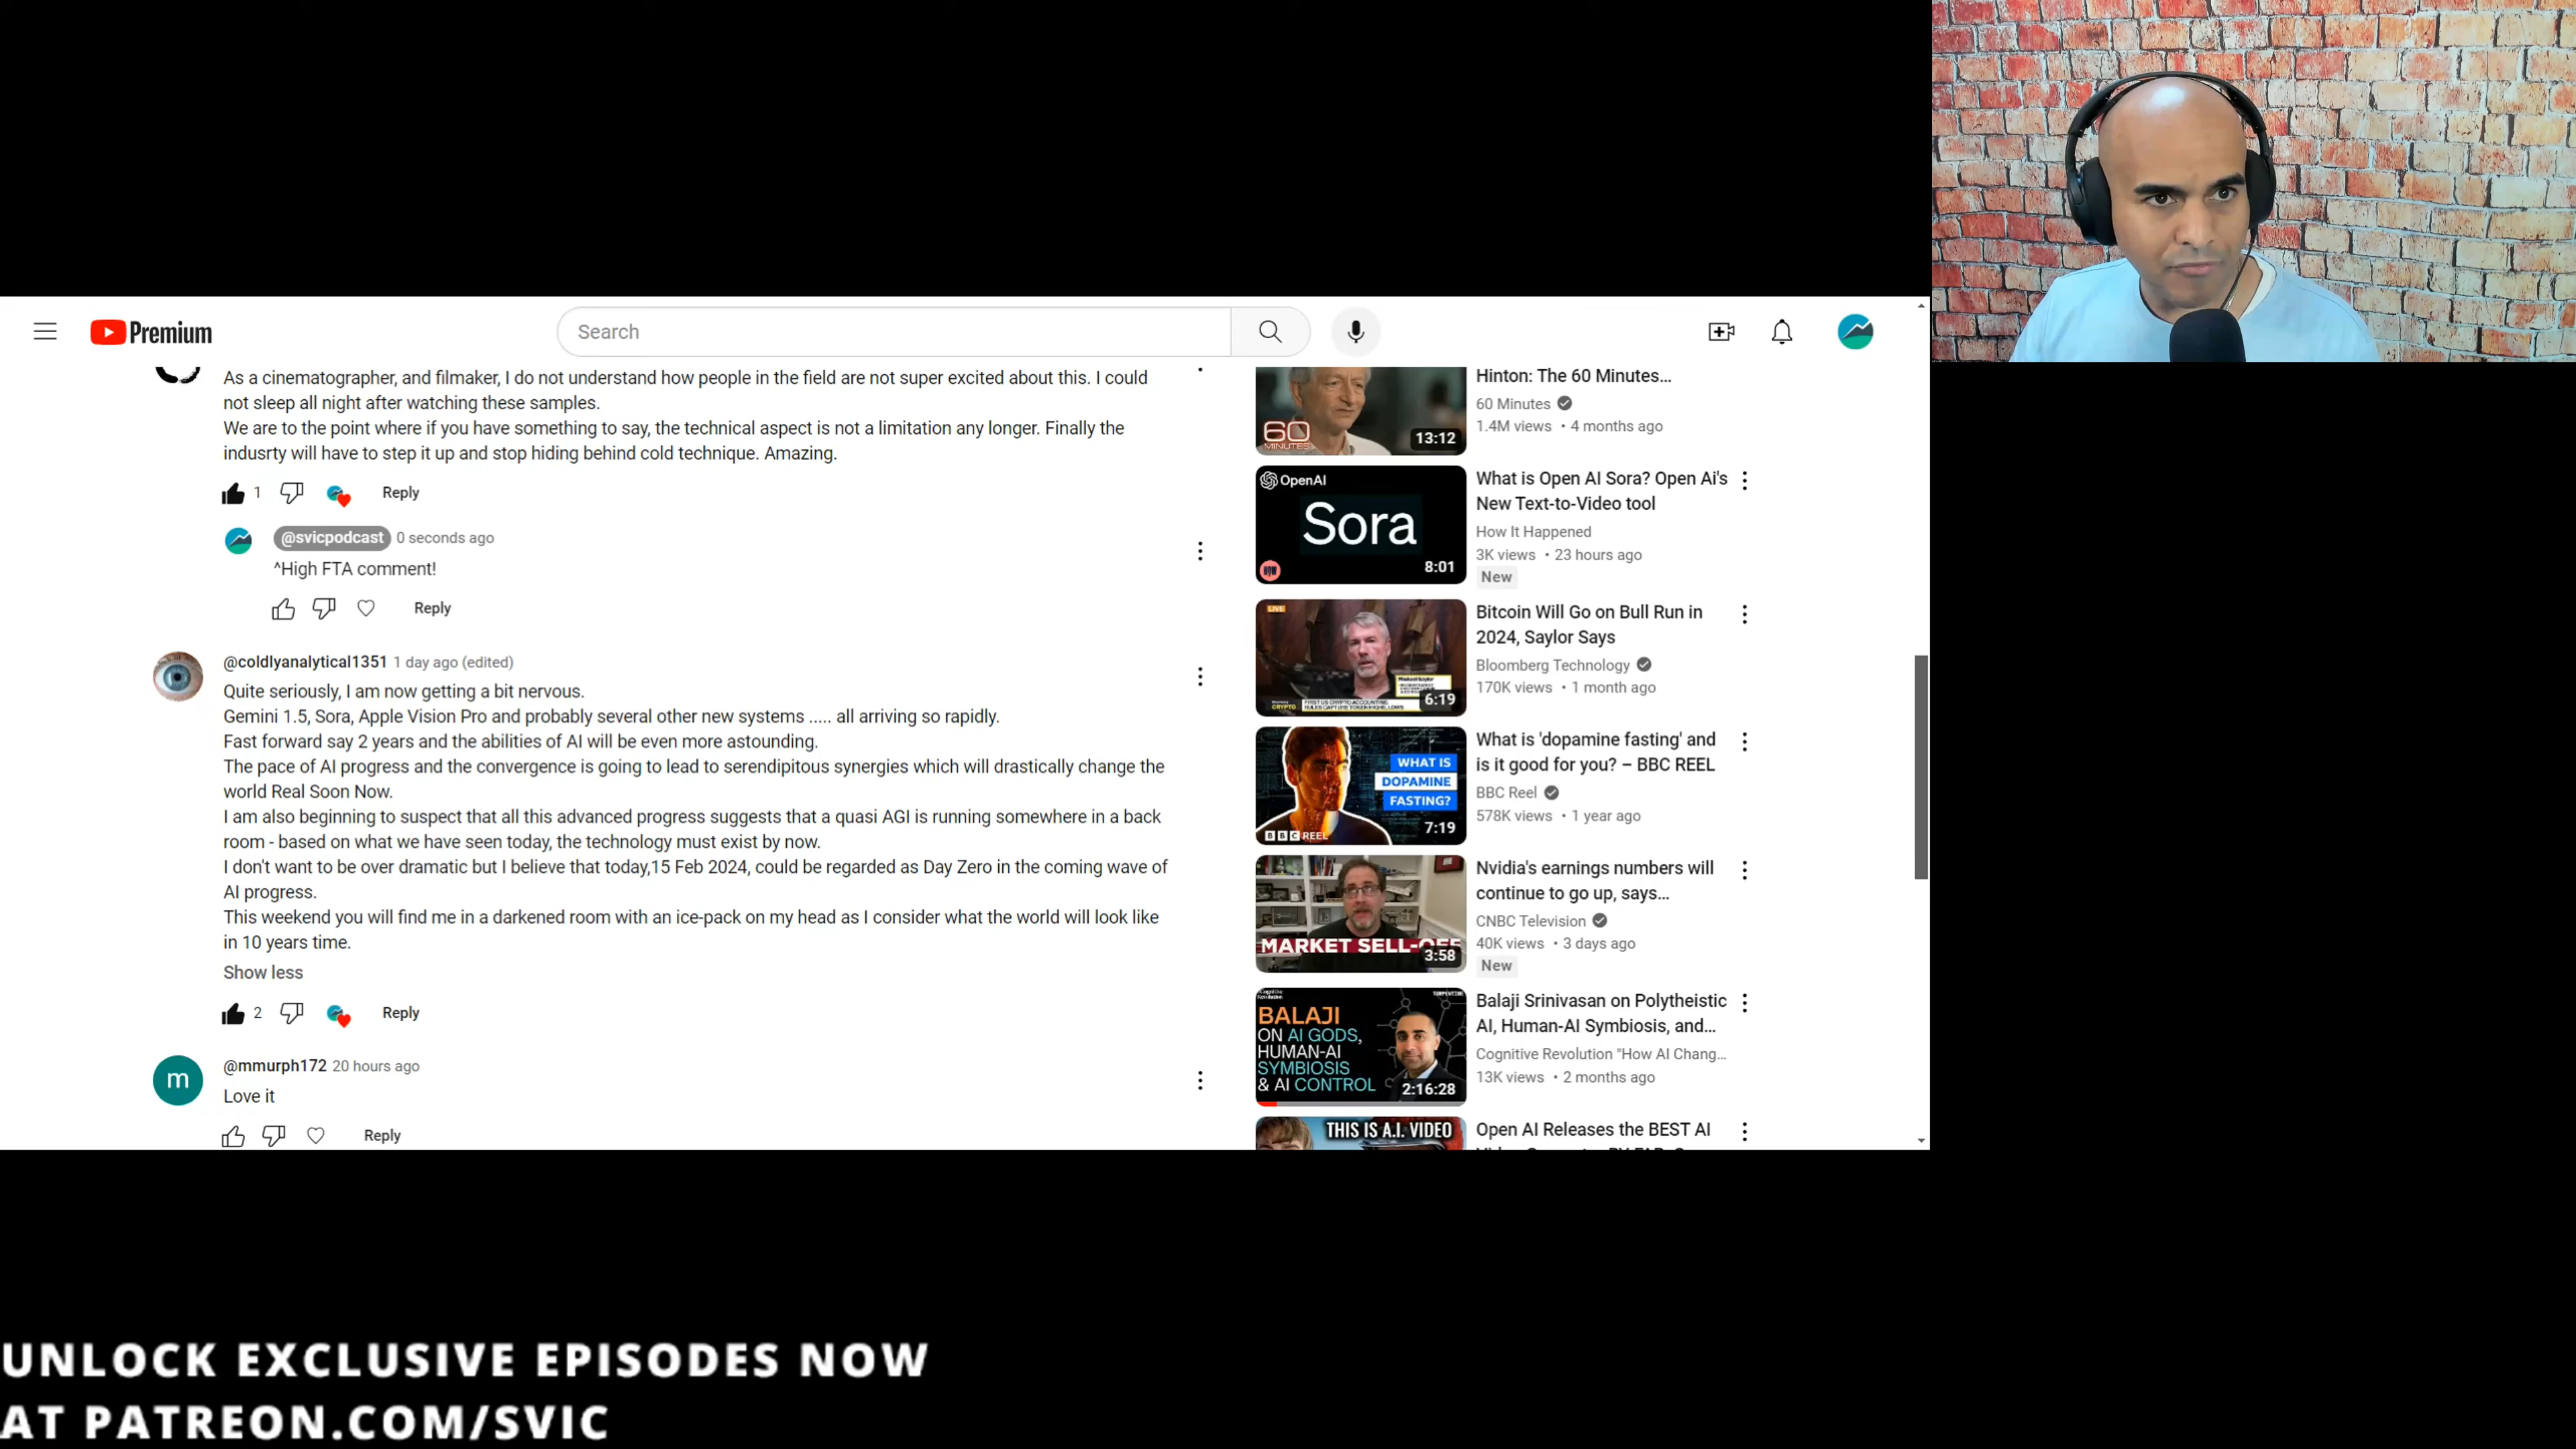 Premium
Search
As a cinematographer, and filmaker, I do not understand how people in the field are not super excited about this. I could
not sleep all night after watching these samples.
We are to the point where if you have something to say, the technical aspect is not a limitation any longer. Finally the
indusrty will have to step it up and stop hiding behind cold technique. Amazing.
1
Reply
@svicpodcast 0 seconds ago
^High FTA comment!
Reply
@coldlyanalytical1351 1 day ago (edited)
Quite seriously, I am now getting a bit nervous.
Gemini 1.5, Sora, Apple Vision Pro and probably several other new systems ..... all arriving so rapidly.
Fast forward say 2 years and the abilities of AI will be even more astounding.
The pace of AI progress and the convergence is going to lead to serendipitous synergies which will drastically change the
world Real Soon Now.
I am also beginning to suspect that all this advanced progress suggests that a quasi AGI is running somewhere in a back
room - based on what we have seen today, the technology must exist by now.
I don't want to be over dramatic but I believe that today,15 Feb 2024, could be regarded as Day Zero in the coming wave of
AI progress.
This weekend you will find me in a darkened room with an ice-pack on my head as I consider what the world will look like
in 10 years time.
Show less
2
Reply
m
@mmurph172 20 hours ago
Love it
Reply
60
MINUTES
13:12
Hinton: The 60 Minutes...
60 Minutes
1.4M views • 4 months ago
OpenAI
Sora
8:01
What is Open AI Sora? Open Ai's
New Text-to-Video tool
How It Happened
3K views • 23 hours ago
New
LIVE
CRYPTO
6:19
Bitcoin Will Go on Bull Run in
2024, Saylor Says
Bloomberg Technology
170K views • 1 month ago
WHAT IS
DOPAMINE
FASTING?
BBC REEL
7:19
What is 'dopamine fasting' and
is it good for you? – BBC REEL
BBC Reel
578K views • 1 year ago
MARKET SELL-OFF
3:58
Nvidia's earnings numbers will
continue to go up, says...
CNBC Television
40K views • 3 days ago
New
BALAJI
ON AI GODS,
HUMAN-AI
SYMBIOSIS
& AI CONTROL
2:16:28
Balaji Srinivasan on Polytheistic
AI, Human-AI Symbiosis, and...
Cognitive Revolution "How AI Chang...
13K views • 2 months ago
THIS IS A.I. VIDEO
Open AI Releases the BEST AI
UNLOCK EXCLUSIVE EPISODES NOW
AT PATREON.COM/SVIC